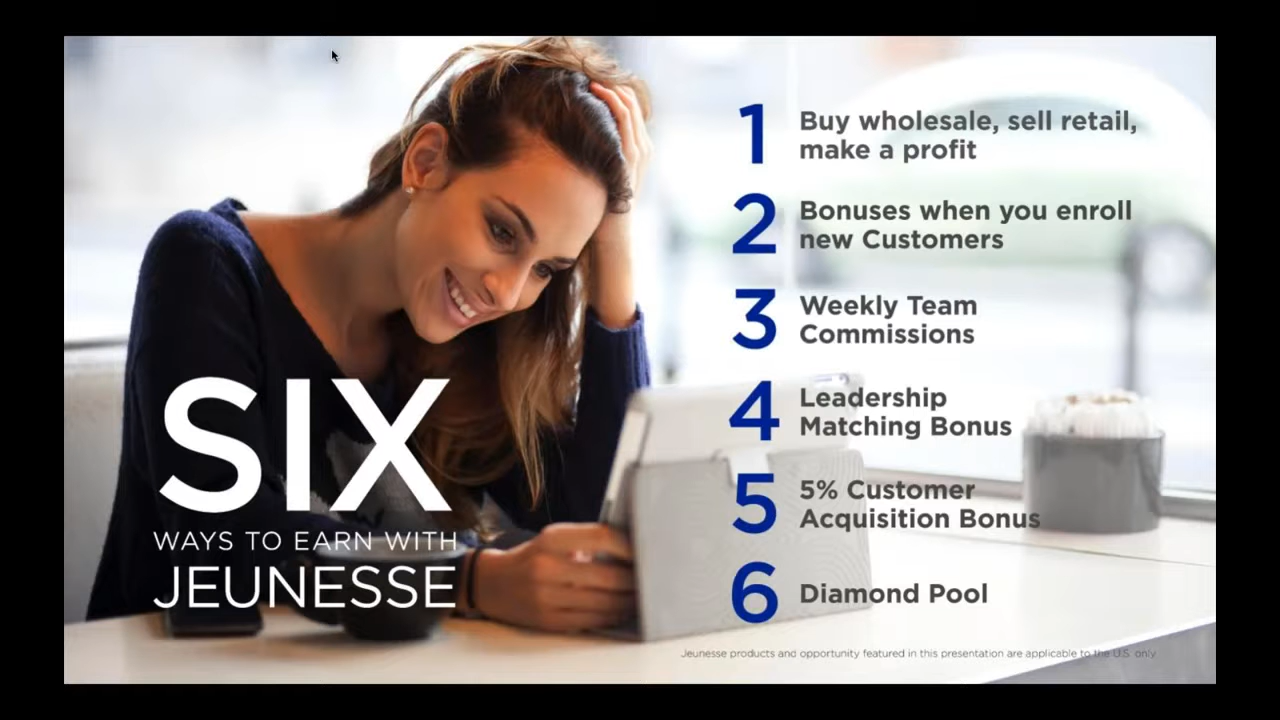 SIX
WAYS TO EARN WITH
JEUNESSE
1
Buy wholesale, sell retail,
make a profit
2
Bonuses when you enroll
new Customers
3
Weekly Team
Commissions
4
Leadership
Matching Bonus
5
5% Customer
Acquisition Bonus
6
Diamond Pool
Jeunesse products and opportunity featured in this presentation are applicable to the U.S. only